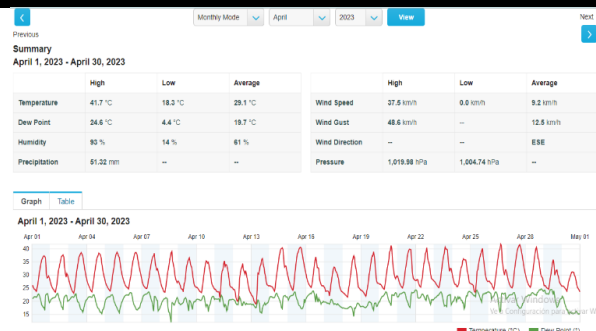 Monthly Mode April 2023 View Next
Previous
Summary
April 1, 2023 - April 30, 2023
High Low Average
Temperature 41.7 °C 18.3 °C 29.1 °C
Dew Point 24.6 °C 4.4 °C 19.7 °C
Humidity 90 % 14 % 61 %
Precipitation 51.32 mm -- --
High Low Average
Wind Speed 37.5 km/h 0.0 km/h 9.2 km/h
Wind Gust 48.6 km/h -- 12.5 km/h
Wind Direction -- -- ESE
Pressure 1,019.98 hPa 1,004.74 hPa --
Graph Table
April 1, 2023 - April 30, 2023
Apr 01 Apr 04 Apr 07 Apr 10 Apr 13 Apr 16 Apr 19 Apr 22 Apr 25 Apr 28 May 01
40
35
30
25
20
15
Windows
Configuración para
Temperature (°C) Dew Point (°)